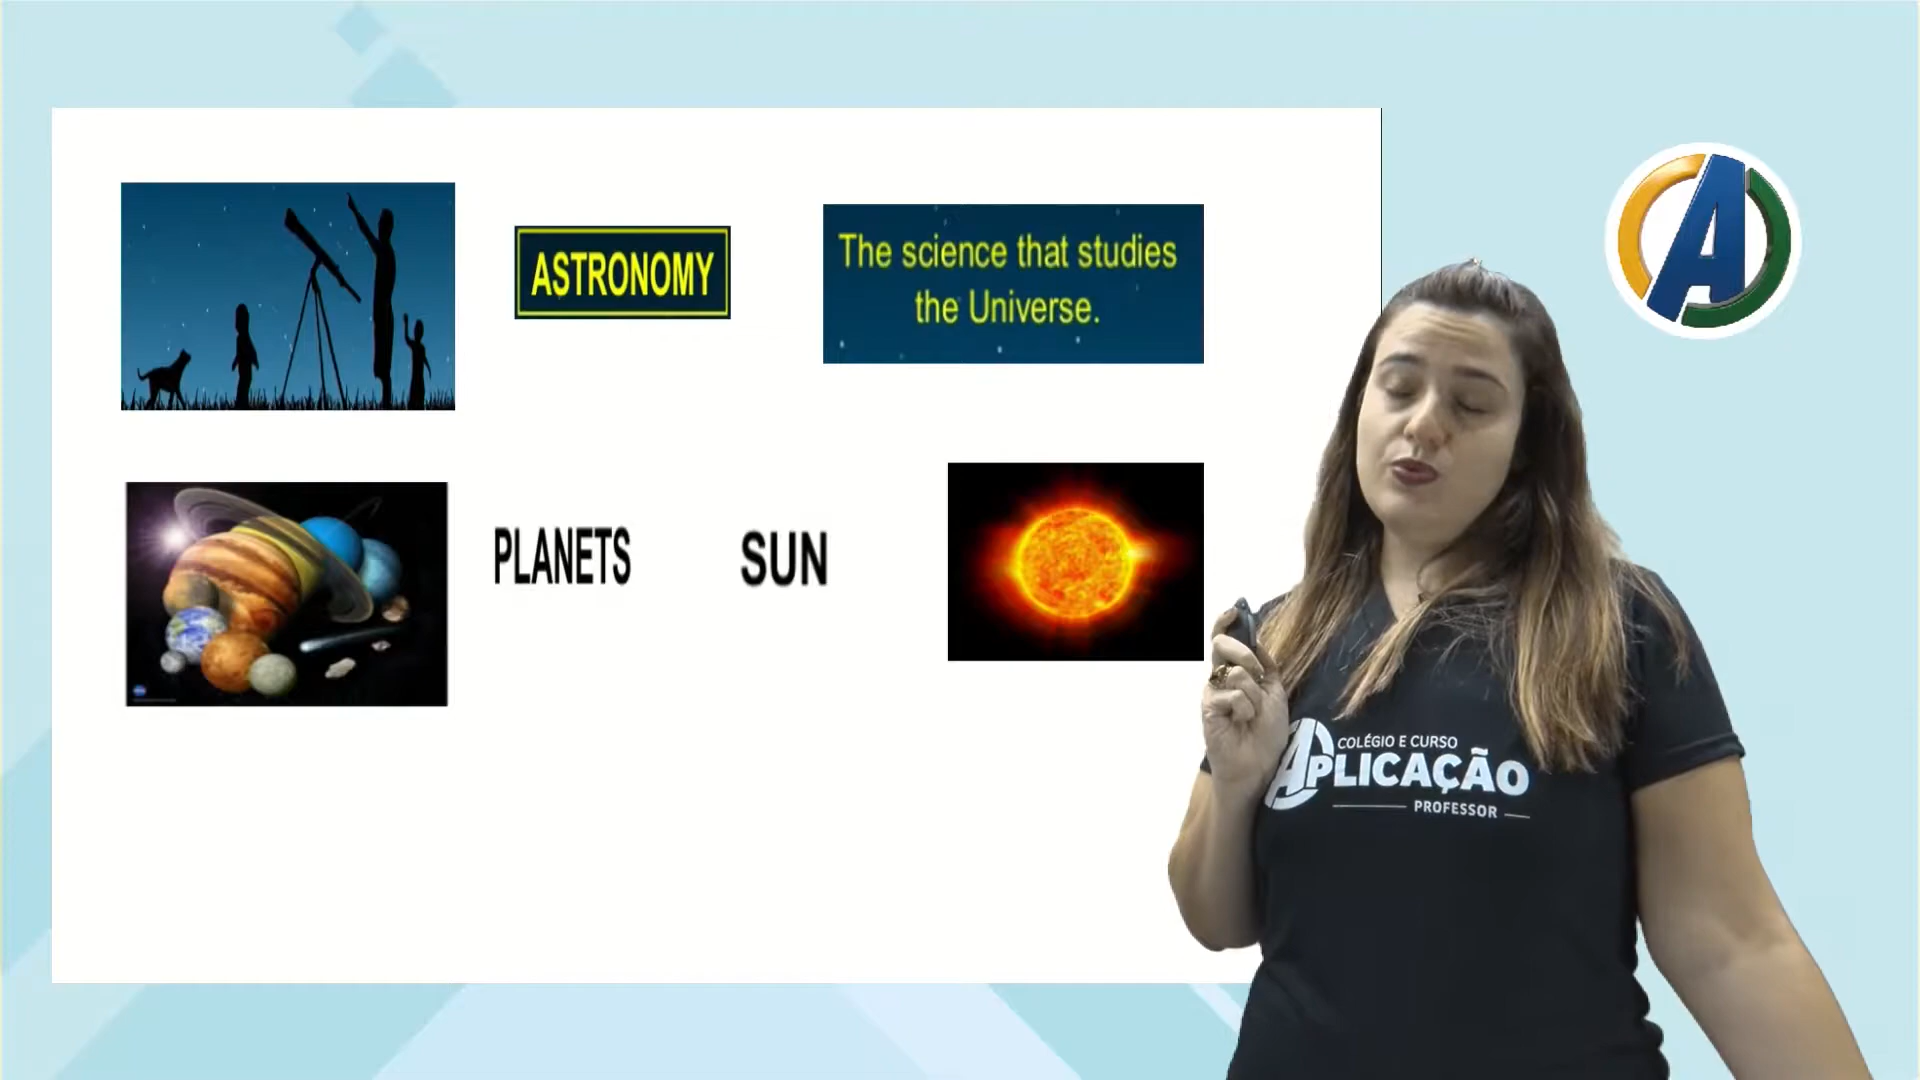 ASTRONOMY
The science that studies
the Universe.
PLANETS
SUN
COLÉGIO E CURSO
APLICAÇÃO
PROFESSOR